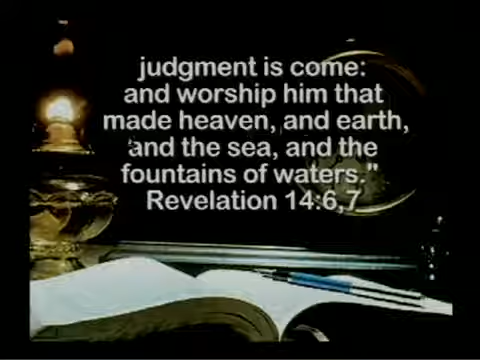 judgment is come:
and worship him that
made heaven, and earth,
and the sea, and the
fountains of waters."
Revelation 14:6,7